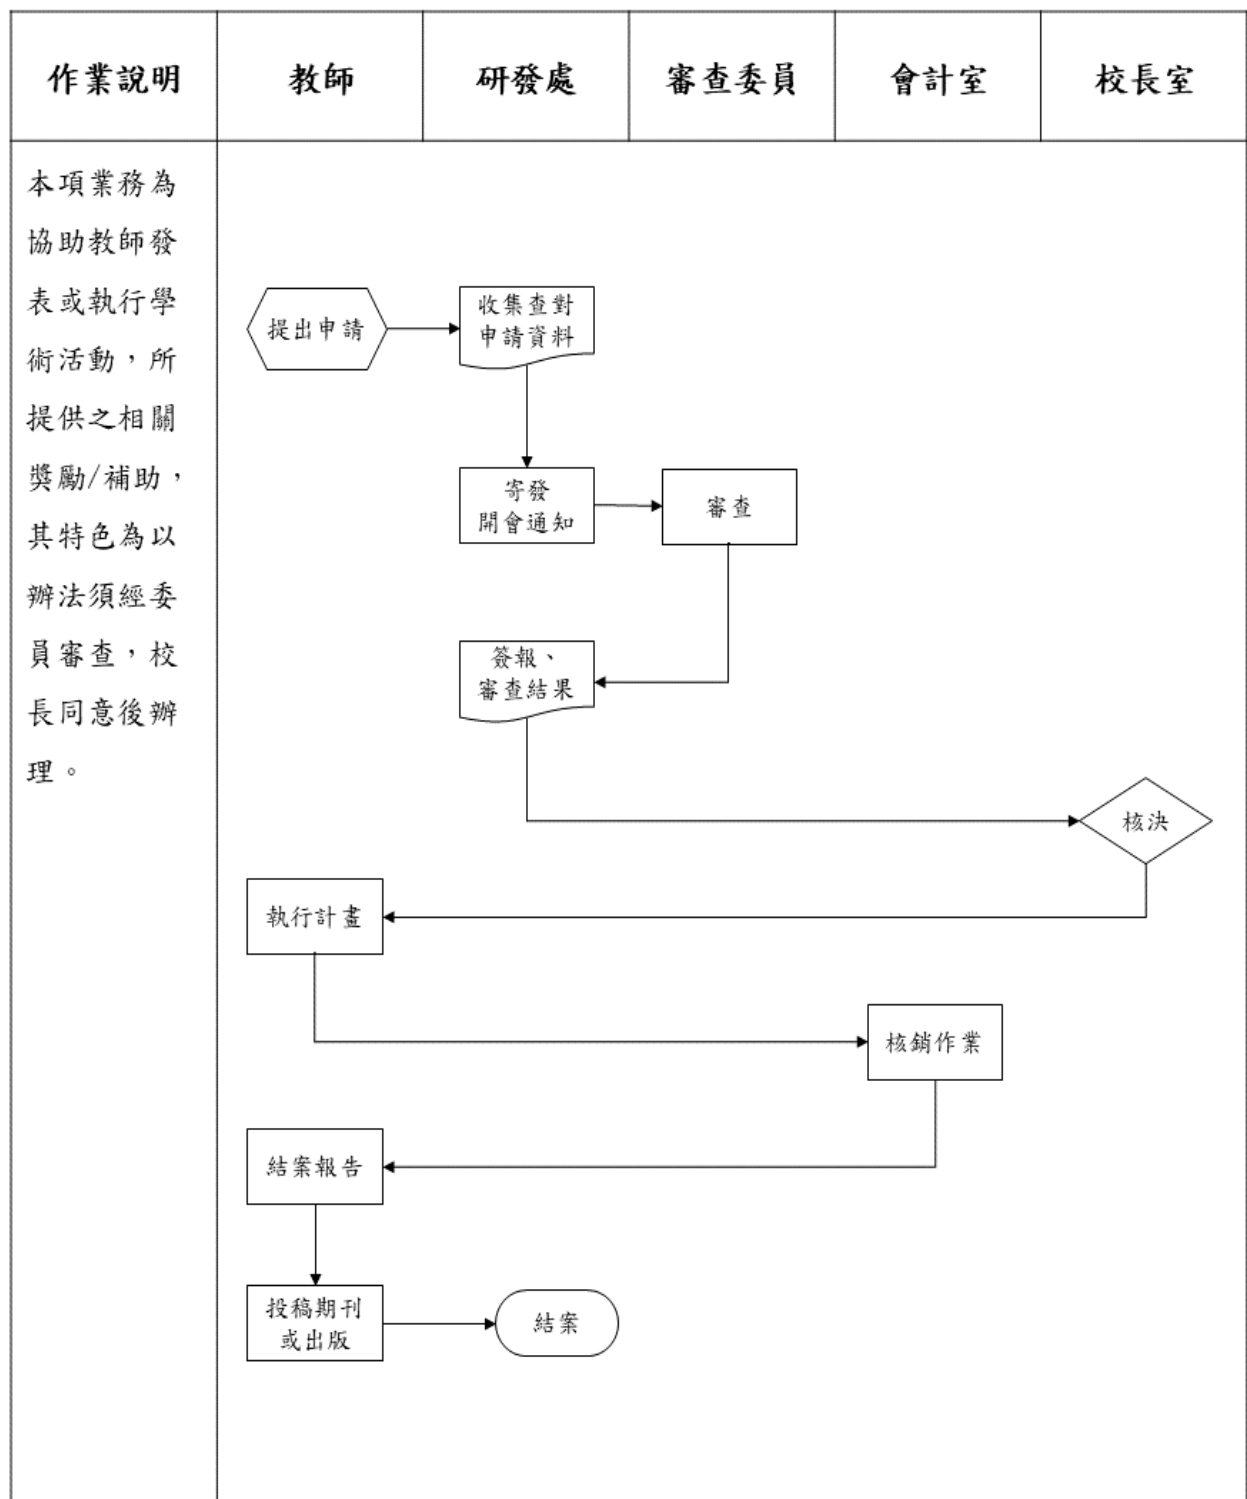 作業說明
教師
研發處
審查委員
會計室
校長室
本項業務為
協助教師發
表或執行學
術活動，所
提供之相關
獎勵/補助，
其特色為以
辦法須經委
員審查，校
長同意後辦
理。
提出申請
收集查對
申請資料
寄發
開會通知
審查
簽報、
審查結果
核決
執行計畫
核銷作業
結案報告
投稿期刊
或出版
結案